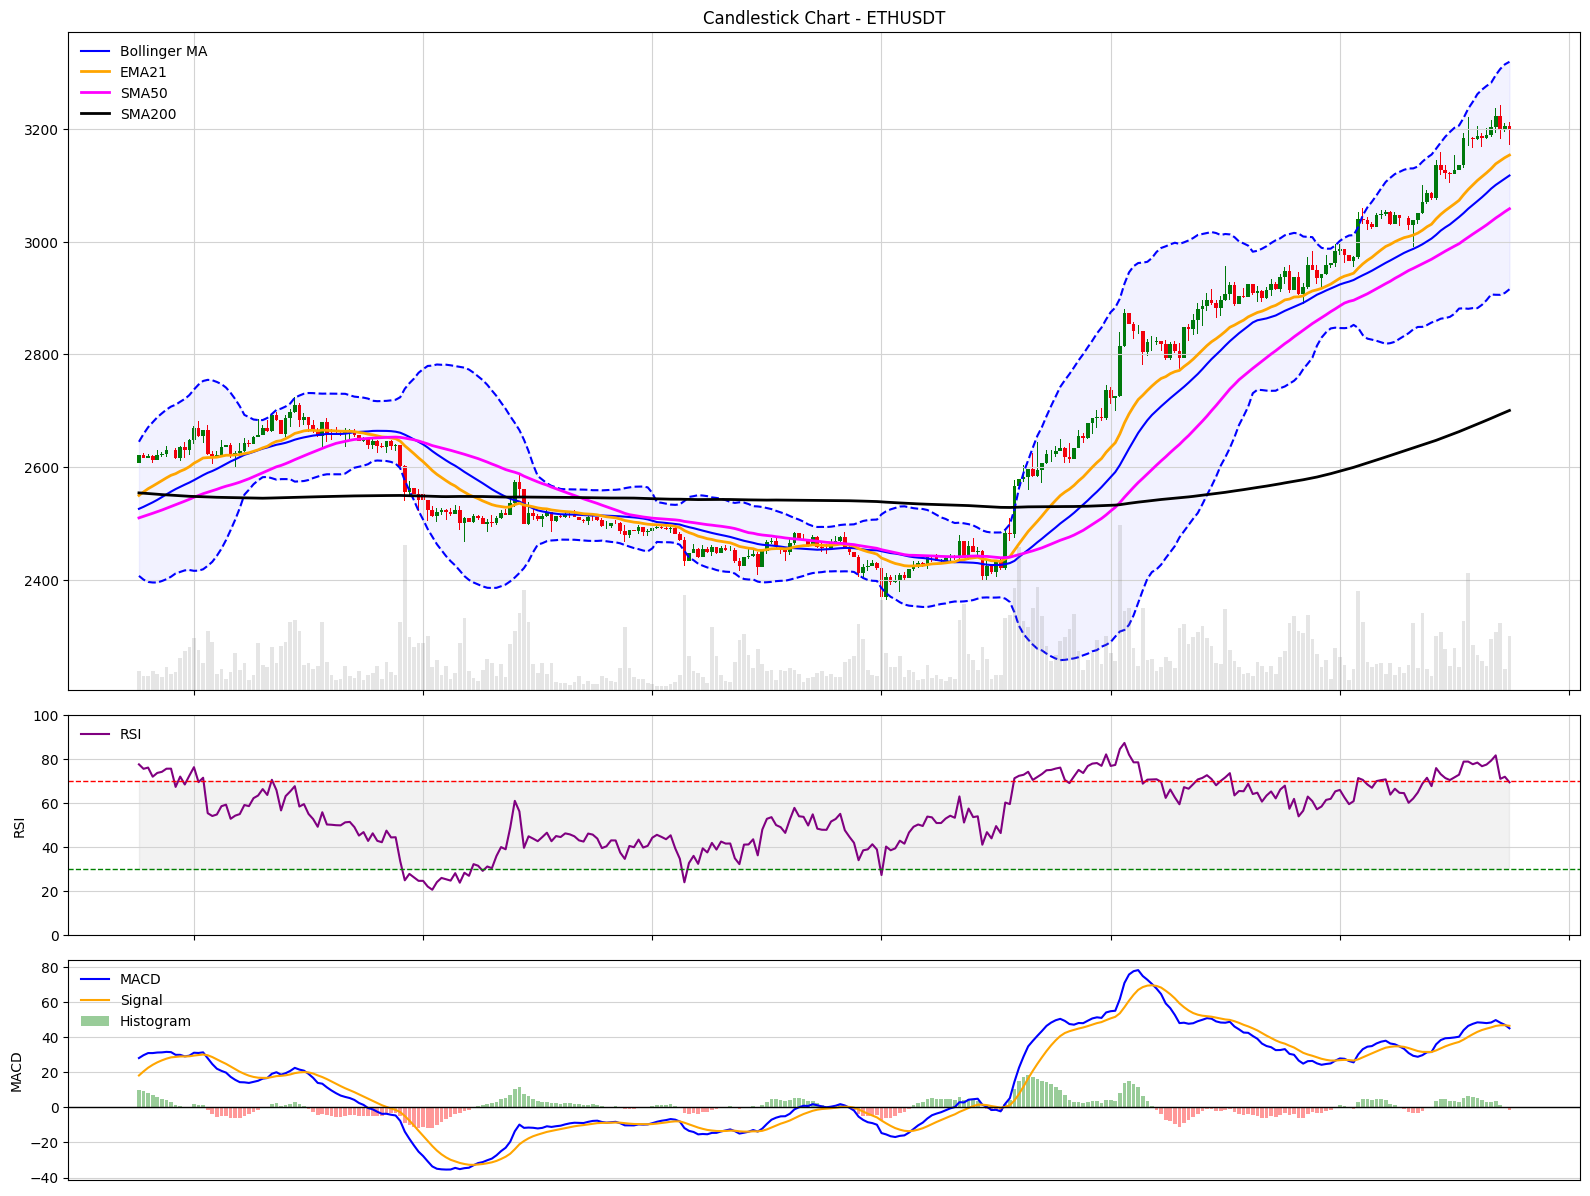 Candlestick Chart - ETHUSDT
Bollinger MA
EMA21
SMA50
SMA200
3200
3000
2800
2600
2400
RSI
RSI
100
80
60
40
20
0
MACD
Signal
Histogram
MACD
80
60
40
20
0
−20
−40